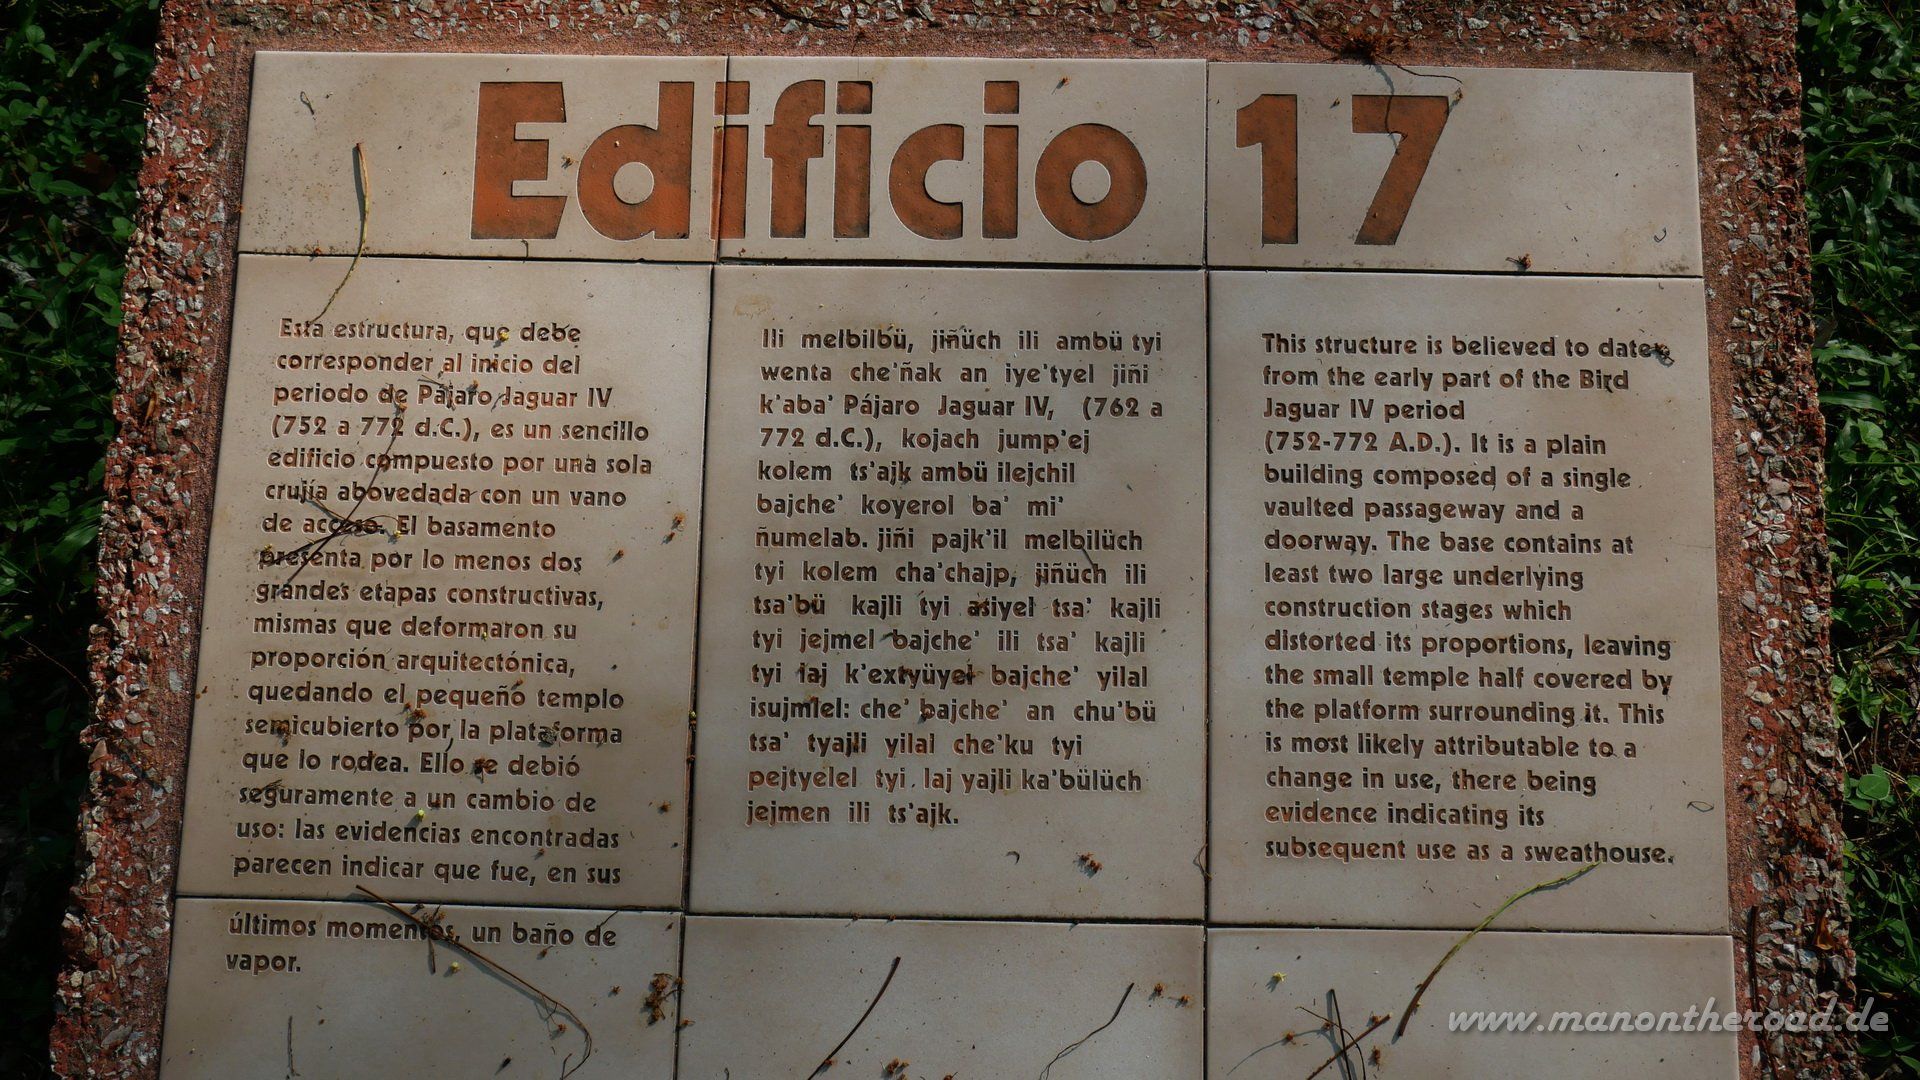 Edificio 17
Esta estructura, que debe
corresponder al inicio del
periodo de Pájaro Jaguar IV
(752 a 772 d.C.), es un sencillo
edificio compuesto por una sola
crujía abovedada con un vano
de acceso. El basamento
presenta por lo menos dos
grandes etapas constructivas,
mismas que deformaron su
proporción arquitectónica,
quedando el pequeño templo
semicubierto por la plataforma
que lo rodea. Ello se debió
seguramente a un cambio de
uso: las evidencias encontradas
parecen indicar que fue, en sus
últimos momentos, un baño de
vapor.
Ili melbilbü, jiñüch ili ambü tyi
wenta che'ñak an iye'tyel jiñi
k'aba' Pájaro Jaguar IV, (762 a
772 d.C.), kojach jump'ej
kolem ts'ajk ambü ilejchil
bajche' koyerol ba' mi'
ñumelab. jiñi pajk'il melbilüch
tyi kolem cha'chajp, jiñüch ili
tsa'bü kajli tyi asiyel tsa' kajli
tyi jejmel bajche' ili tsa' kajli
tyi laj k'extyüyel bajche' yilal
isujmlel: che' bajche' an chu'bü
tsa' tyajli yilal che'ku tyi
pejtyelel tyi laj yajli ka'bülüch
jejmen ili ts'ajk.
This structure is believed to date
from the early part of the Bird
Jaguar IV period
(752-772 A.D.). It is a plain
building composed of a single
vaulted passageway and a
doorway. The base contains at
least two large underlying
construction stages which
distorted its proportions, leaving
the small temple half covered by
the platform surrounding it. This
is most likely attributable to a
change in use, there being
evidence indicating its
subsequent use as a sweathouse.
www.manontheroad.de